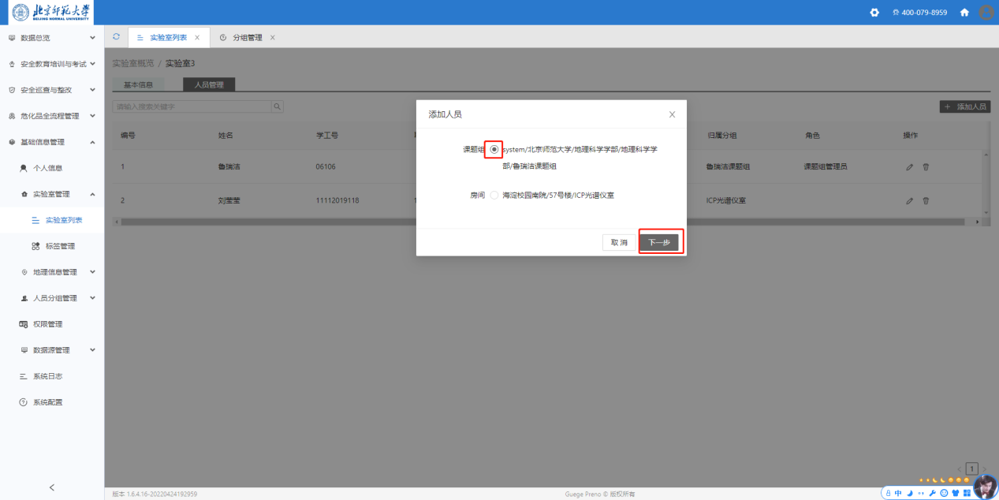 北京师范大学
BEIJING NORMAL UNIVERSITY
400-079-8959
数据总览
实验室列表
分组管理
安全教育培训与考试
安全巡查与整改
危化品全流程管理
基础信息管理
个人信息
实验室管理
实验室列表
标签管理
地理信息管理
人员分组管理
权限管理
数据源管理
系统日志
系统配置
实验室概览 / 实验室3
基本信息
人员管理
请输入搜索关键字
+ 添加人员
编号 姓名 学工号 归属分组 角色 操作
1 鲁瑞洁 06106 鲁瑞洁课题组 课题组管理员
2 刘莹莹 11112019118 ICP光谱仪室
添加人员
课题组 system/北京师范大学/地理科学学部/地理科学学
部/鲁瑞洁课题组
房间 海淀校园南院/57号楼/ICP光谱仪室
取 消
下一步
1
版本 1.6.4.16-20220424192959
Guege Preno © 版权所有
中